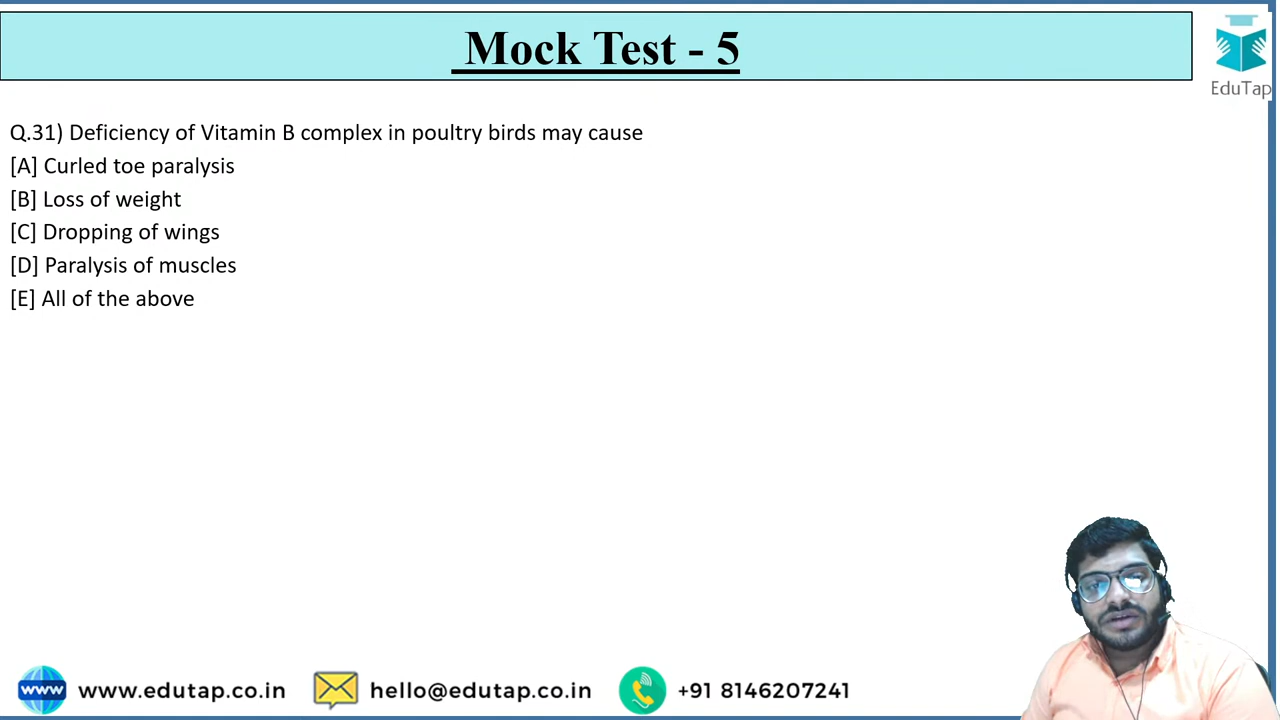 Mock Test - 5
EduTap
Q.31) Deficiency of Vitamin B complex in poultry birds may cause
[A] Curled toe paralysis
[B] Loss of weight
[C] Dropping of wings
[D] Paralysis of muscles
[E] All of the above
www www.edutap.co.in hello@edutap.co.in +91 8146207241